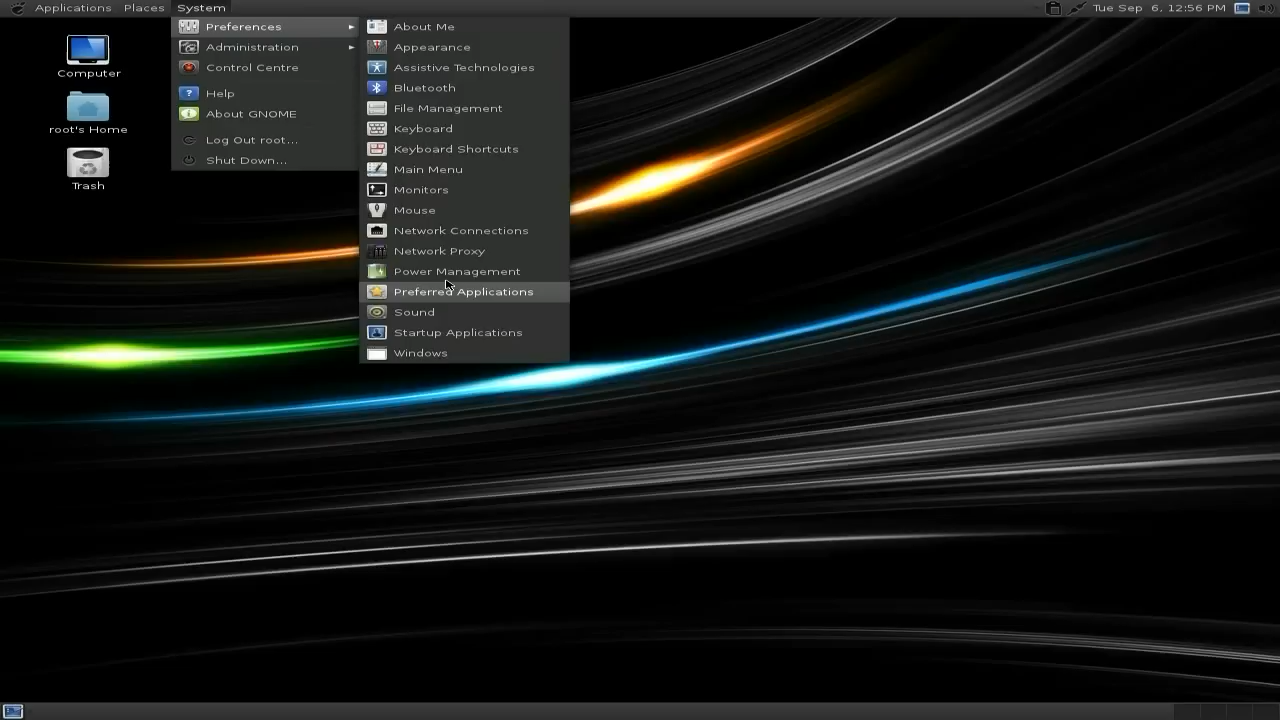 Applications Places System
Tue Sep 6, 12:56 PM
Computer
root's Home
Trash
Preferences
Administration
Control Centre
Help
About GNOME
Log Out root...
Shut Down...
About Me
Appearance
Assistive Technologies
Bluetooth
File Management
Keyboard
Keyboard Shortcuts
Main Menu
Monitors
Mouse
Network Connections
Network Proxy
Power Management
Preferred Applications
Sound
Startup Applications
Windows